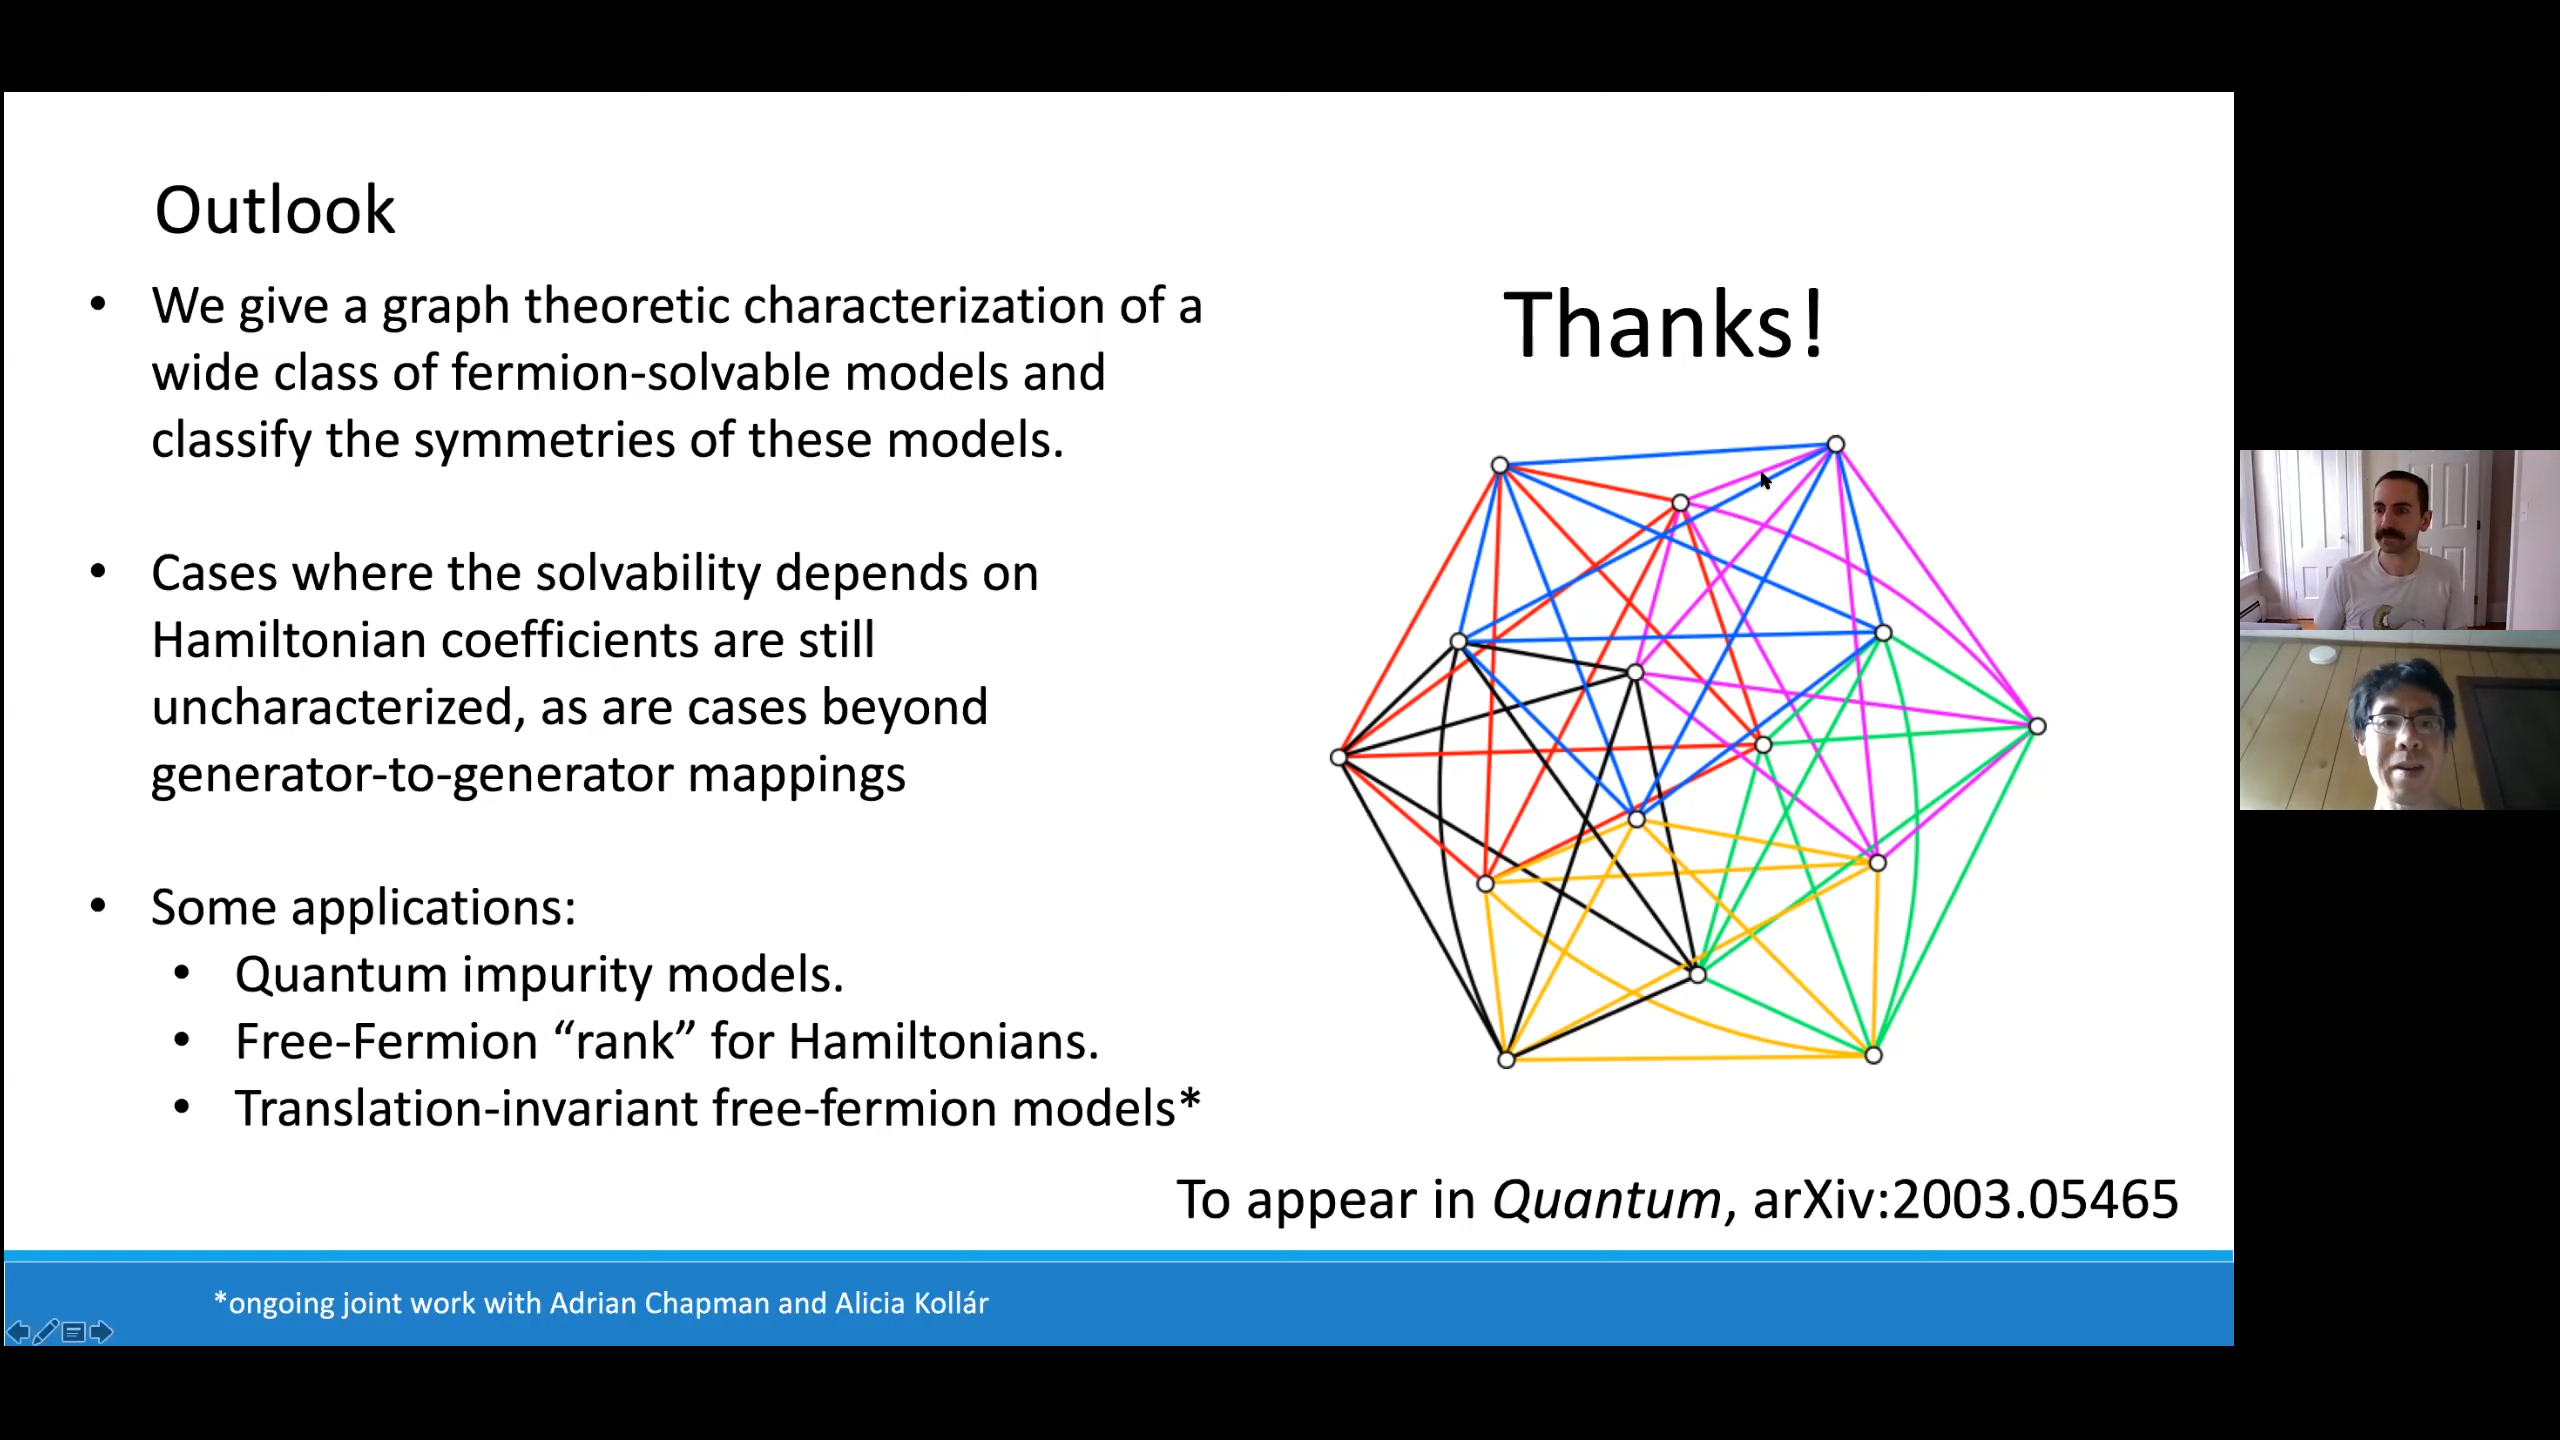 Outlook
• We give a graph theoretic characterization of a
wide class of fermion-solvable models and
classify the symmetries of these models.
• Cases where the solvability depends on
Hamiltonian coefficients are still
uncharacterized, as are cases beyond
generator-to-generator mappings
• Some applications:
• Quantum impurity models.
• Free-Fermion “rank” for Hamiltonians.
• Translation-invariant free-fermion models*
Thanks!
To appear in Quantum, arXiv:2003.05465
*ongoing joint work with Adrian Chapman and Alicia Kollár